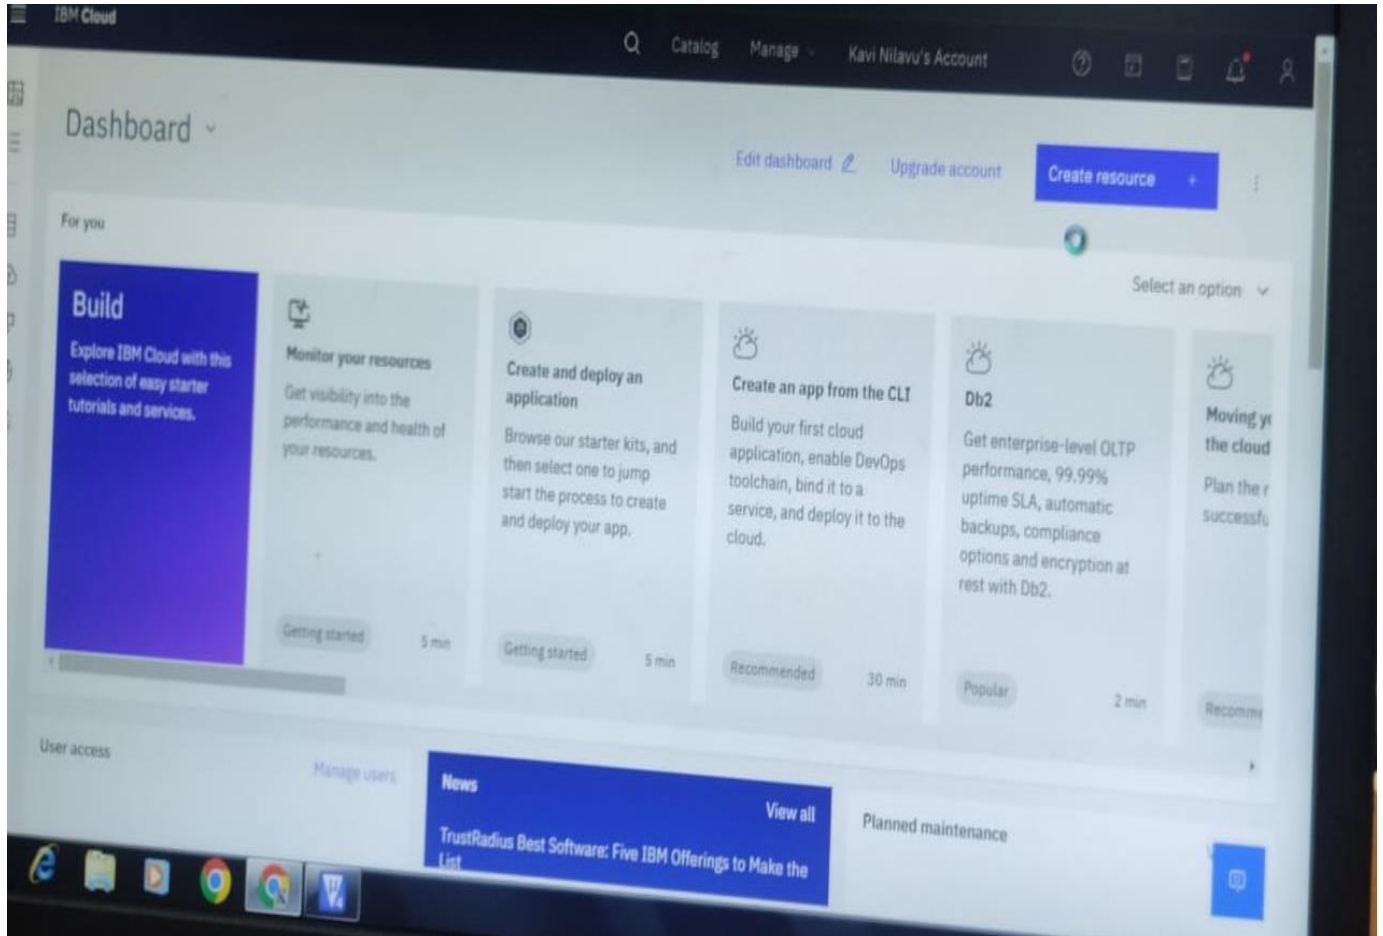 IBM Cloud
Catalog
Manage
Kavi Nilavu's Account
Dashboard
Edit dashboard
Upgrade account
Create resource +
For you
Select an option
Build
Explore IBM Cloud with this
selection of easy starter
tutorials and services.
Monitor your resources
Get visibility into the
performance and health of
your resources.
Getting started
5 min
Create and deploy an
application
Browse our starter kits, and
then select one to jump
start the process to create
and deploy your app.
Getting started
5 min
Create an app from the CLI
Build your first cloud
application, enable DevOps
toolchain, bind it to a
service, and deploy it to the
cloud.
Recommended
30 min
Db2
Get enterprise-level OLTP
performance, 99.99%
uptime SLA, automatic
backups, compliance
options and encryption at
rest with Db2.
Popular
2 min
Moving yo
the cloud
Plan the r
successfu
Recomme
User access
Manage users
News
View all
TrustRadius Best Software: Five IBM Offerings to Make the
List
Planned maintenance